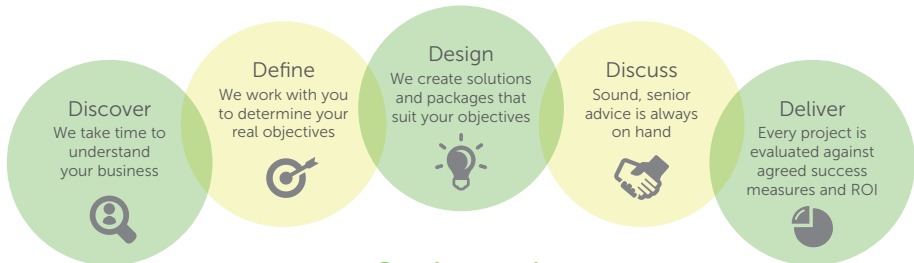 Discover
We take time to
understand
your business
Define
We work with you
to determine your
real objectives
Design
We create solutions
and packages that
suit your objectives
Discuss
Sound, senior
advice is always
on hand
Deliver
Every project is
evaluated against
agreed success
measures and ROI